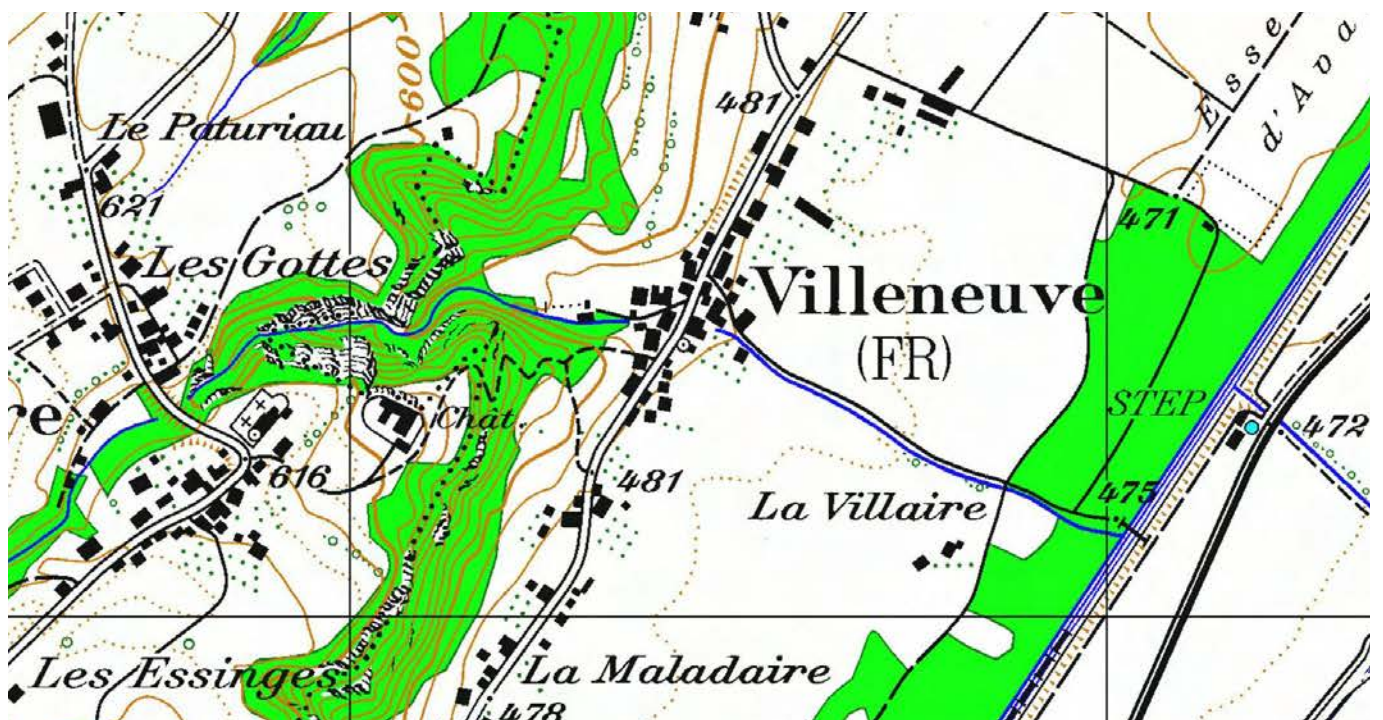 600
Le Paturiau
481
Esse
d'Ava
621
471
Les Gottes
Villeneuve
(FR)
STEP
re
Chât.
472
616
481
475
La Villaire
Les Essinges
La Maladaire
478